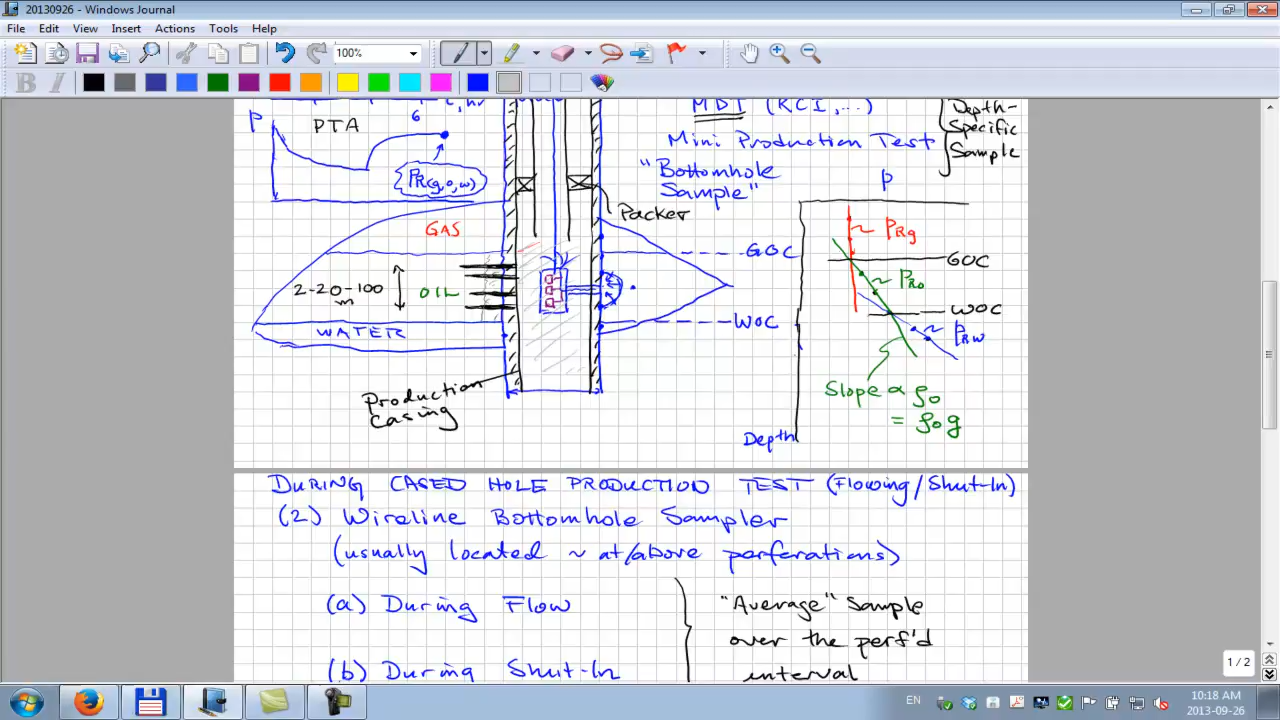 20130926 - Windows Journal
File Edit View Insert Actions Tools Help
100%
B I
P PTA 6 t, hr
PR(g,o,w)
MDT (RCI,...)
Mini Production Test
"Bottomhole
Sample"
Depth-
Specific
Sample
Packer
GAS
2-20-100
m
OIL
WATER
GOC
WOC
Production
Casing
P
PRg
GOC
PRo
WOC
PRw
Slope ∝ ρo
= ρog
Depth
DURING CASED HOLE PRODUCTION TEST (Flowing/Shut-In)
(2) Wireline Bottomhole Sampler
(usually located ~ at/above perferations)
(a) During Flow
(b) During Shut-In
"Average" Sample
over the perf'd
interval
1 / 2
EN
10:18 AM
2013-09-26